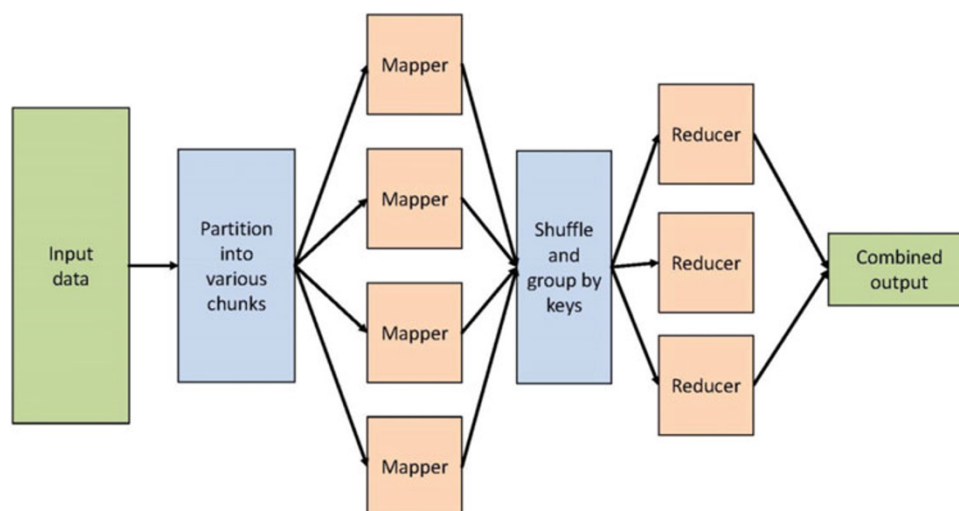 Input
data
Partition
into
various
chunks
Mapper
Mapper
Mapper
Mapper
Shuffle
and
group by
keys
Reducer
Reducer
Reducer
Combined
output